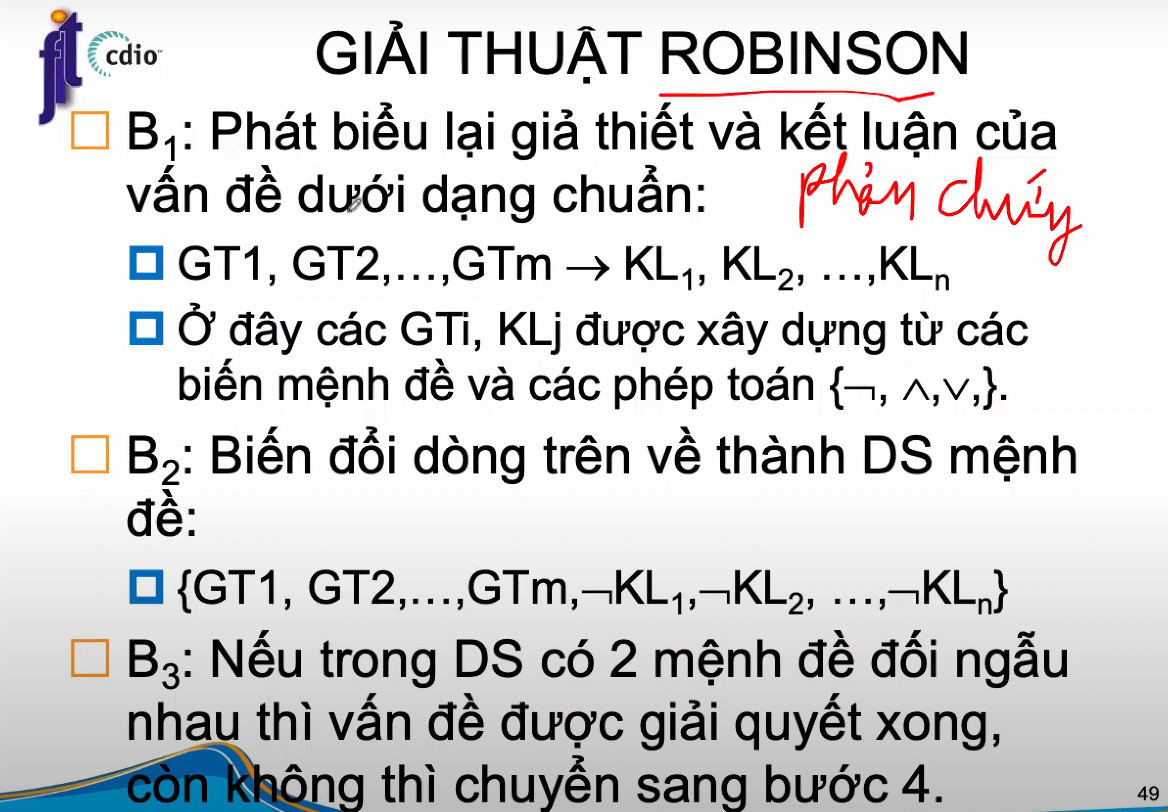 jit cdio™
GIẢI THUẬT ROBINSON
B₁: Phát biểu lại giả thiết và kết luận của
vấn đề dưới dạng chuẩn:
phản chứng
GT1, GT2,…,GTm → KL₁, KL₂, …,KLₙ
Ở đây các GTi, KLj được xây dựng từ các
biến mệnh đề và các phép toán {¬, ∧,∨,}.
B₂: Biến đổi dòng trên về thành DS mệnh
đề:
{GT1, GT2,…,GTm,¬KL₁,¬KL₂, …,¬KLₙ}
B₃: Nếu trong DS có 2 mệnh đề đối ngẫu
nhau thì vấn đề được giải quyết xong,
còn không thì chuyển sang bước 4.
49